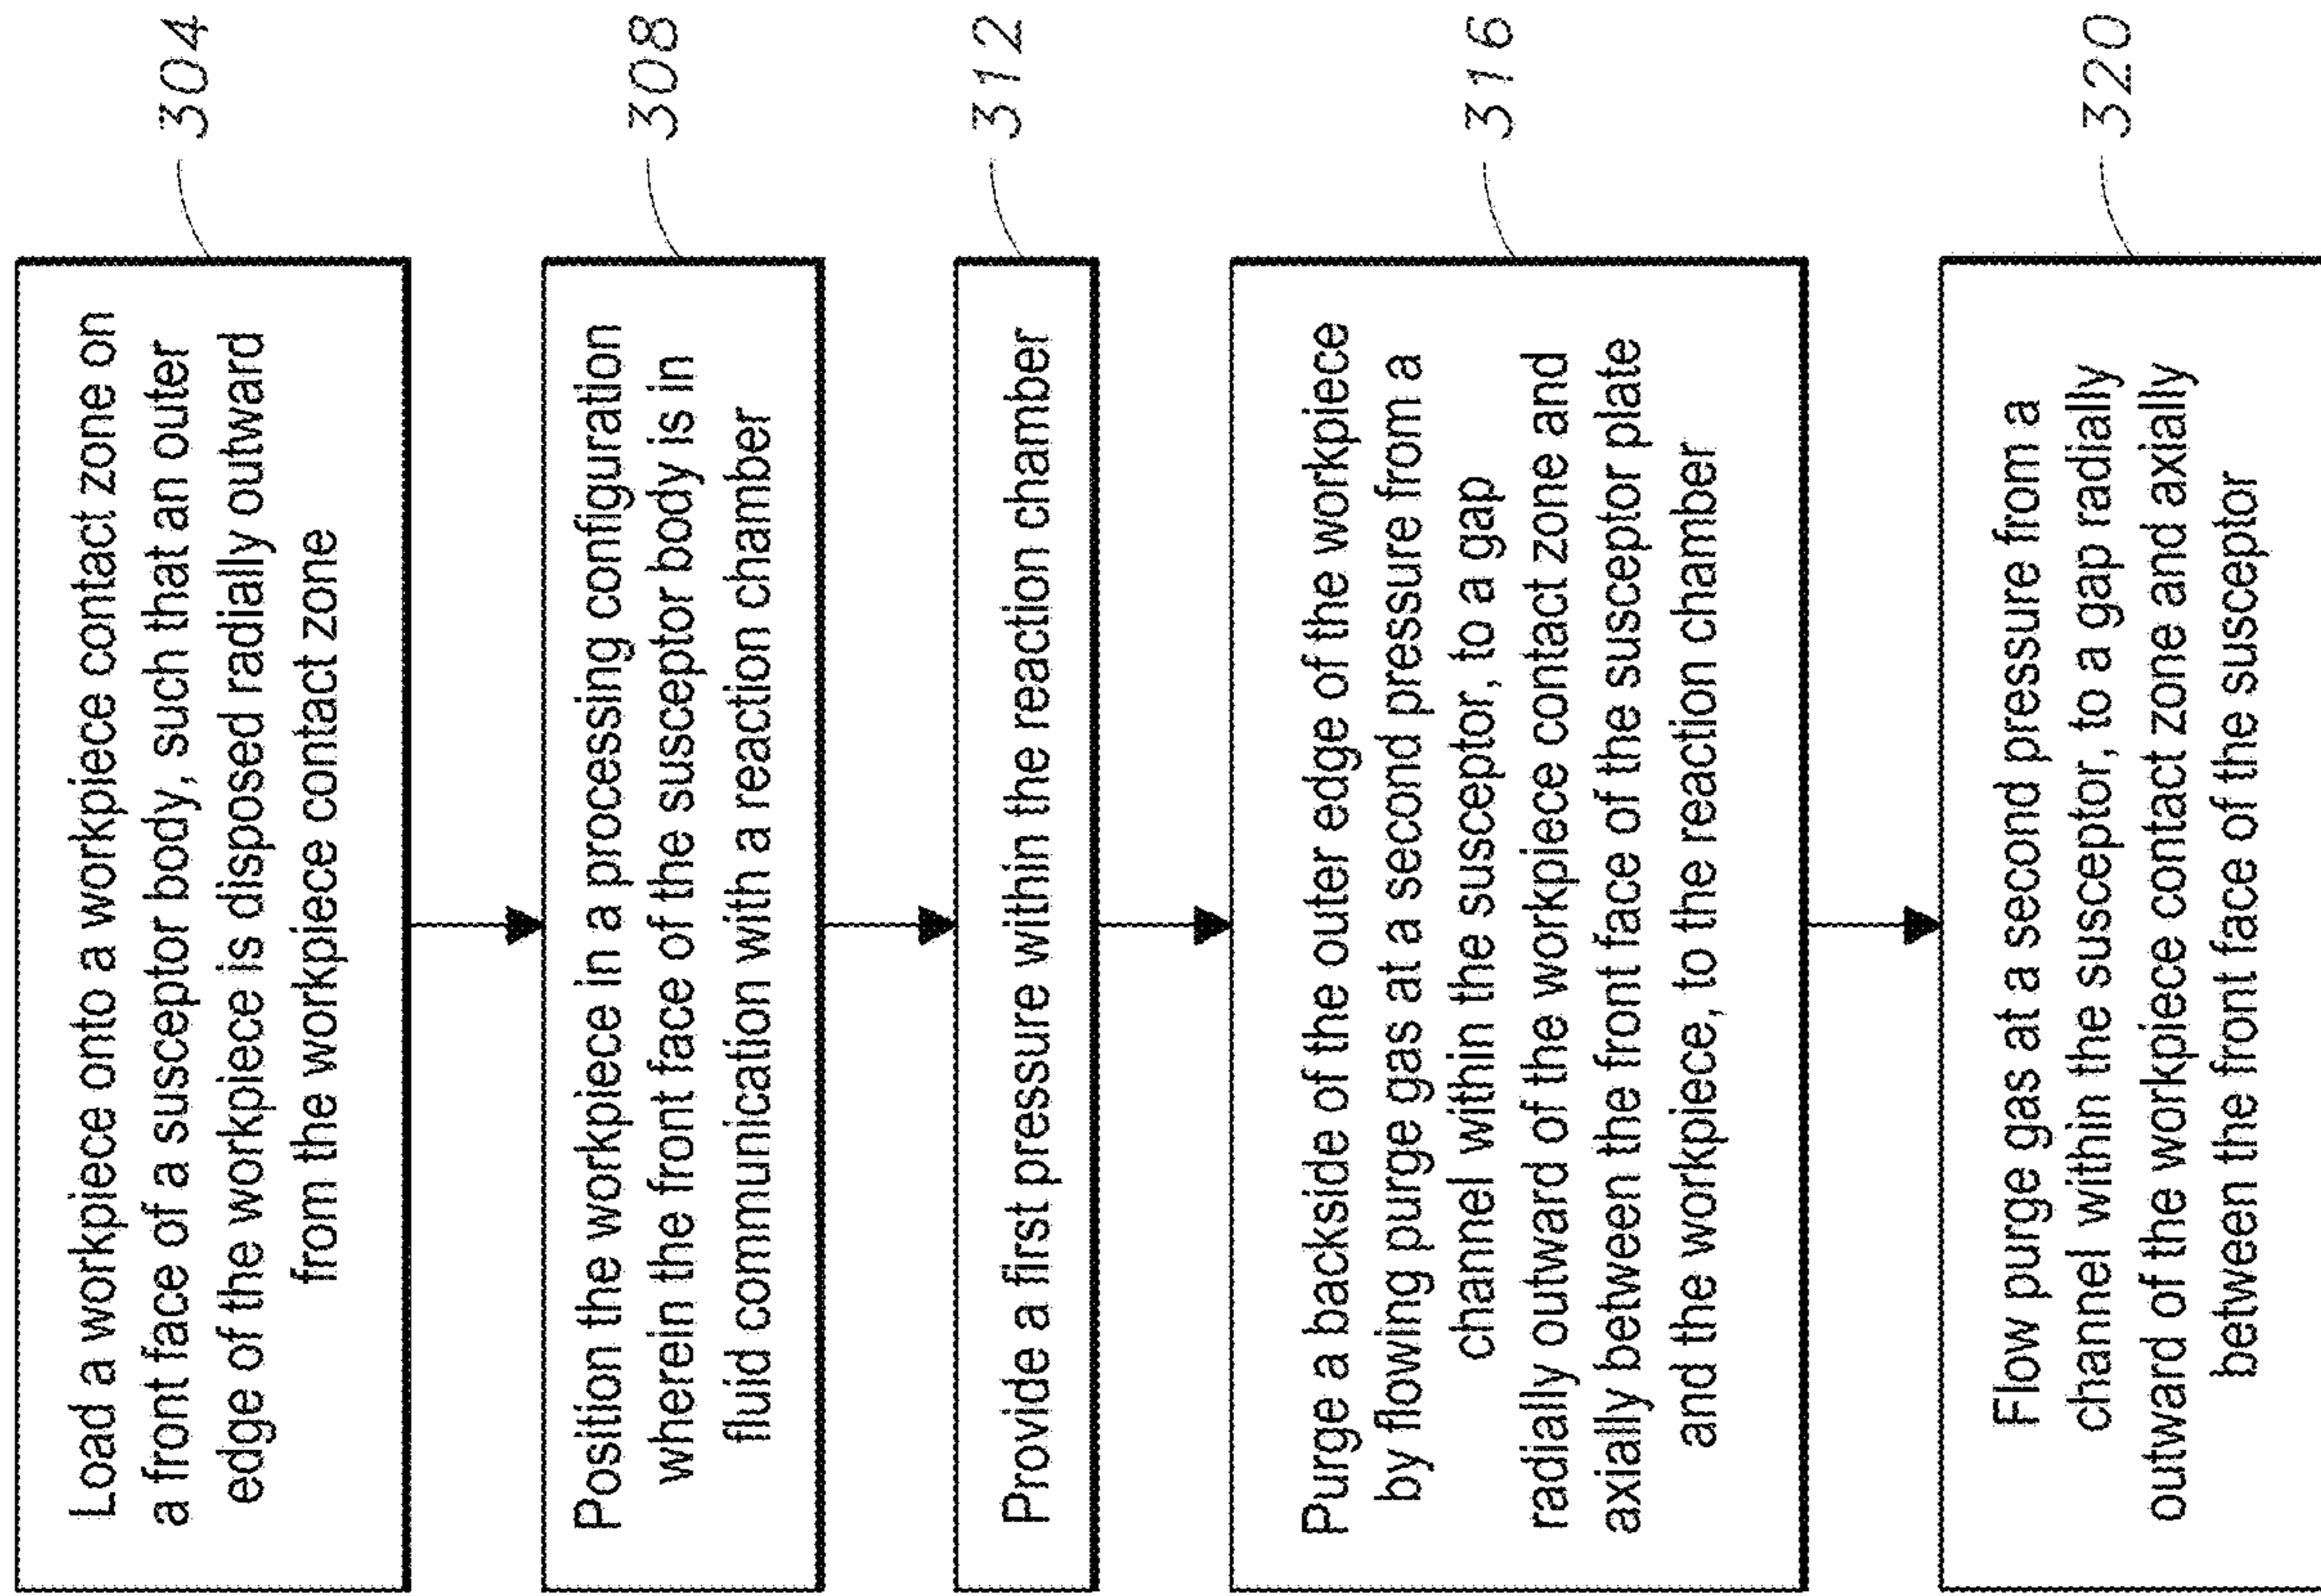 Load a workpiece onto a workpiece contact zone on
a front face of a susceptor body, such that an outer
edge of the workpiece is disposed radially outward
from the workpiece contact zone
304
Position the workpiece in a processing configuration
wherein the front face of the susceptor body is in
fluid communication with a reaction chamber
308
Provide a first pressure within the reaction chamber
312
Purge a backside of the outer edge of the workpiece
by flowing purge gas at a second pressure from a
channel within the susceptor, to a gap
radially outward of the workpiece contact zone and
axially between the front face of the susceptor plate
and the workpiece, to the reaction chamber
316
Flow purge gas at a second pressure from a
channel within the susceptor, to a gap radially
outward of the workpiece contact zone and axially
between the front face of the susceptor
320